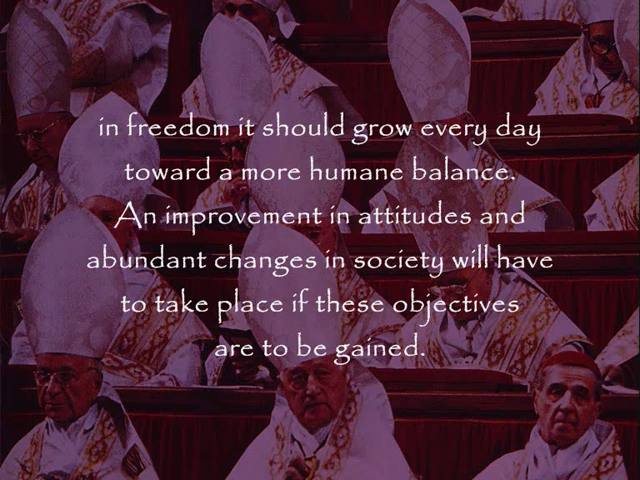 in freedom it should grow every day
toward a more humane balance.
An improvement in attitudes and
abundant changes in society will have
to take place if these objectives
are to be gained.